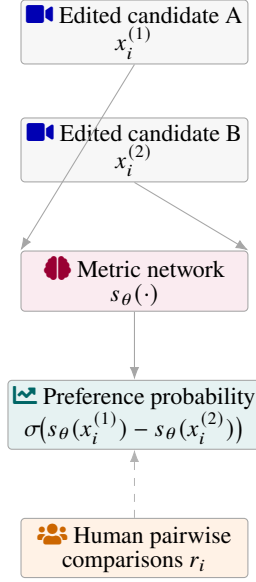 Edited candidate A
x_i^{(1)}
Edited candidate B
x_i^{(2)}
Metric network
s_θ(·)
Preference probability
σ(s_θ(x_i^{(1)}) − s_θ(x_i^{(2)}))
Human pairwise
comparisons r_i